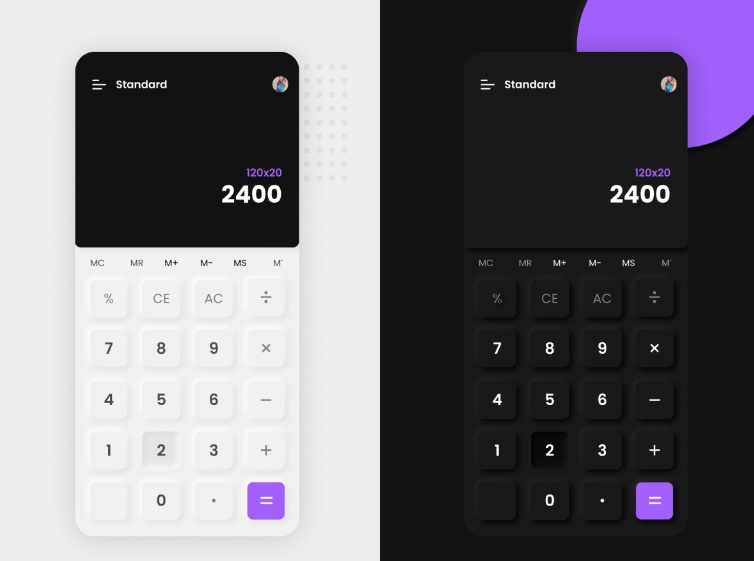 Standard
120x20
2400
MC MR M+ M- MS M
% CE AC ÷
7 8 9 ×
4 5 6 −
1 2 3 +
0 . =
Standard
120x20
2400
MC MR M+ M- MS M
% CE AC ÷
7 8 9 ×
4 5 6 −
1 2 3 +
0 . =